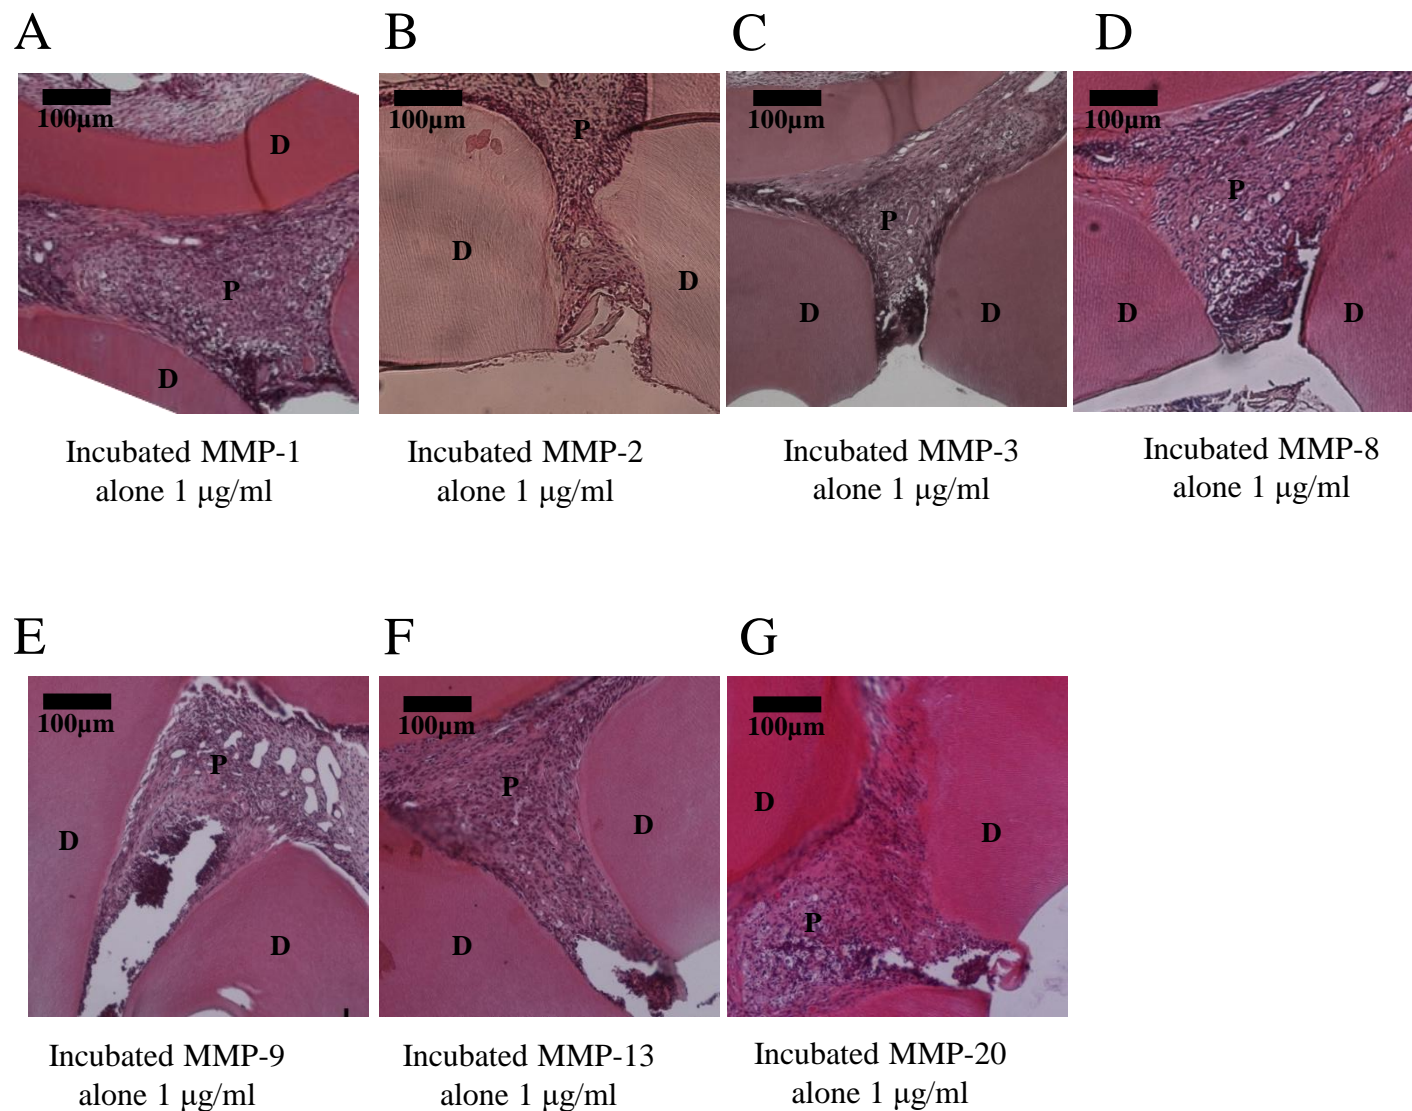 A
B
C
D
100μm
D
P
D
100μm
P
D
D
100μm
P
D
D
100μm
P
D
D
Incubated MMP-1
alone 1 μg/ml
Incubated MMP-2
alone 1 μg/ml
Incubated MMP-3
alone 1 μg/ml
Incubated MMP-8
alone 1 μg/ml
E
F
G
100μm
P
D
D
100μm
P
D
D
100μm
D
D
P
Incubated MMP-9
alone 1 μg/ml
Incubated MMP-13
alone 1 μg/ml
Incubated MMP-20
alone 1 μg/ml